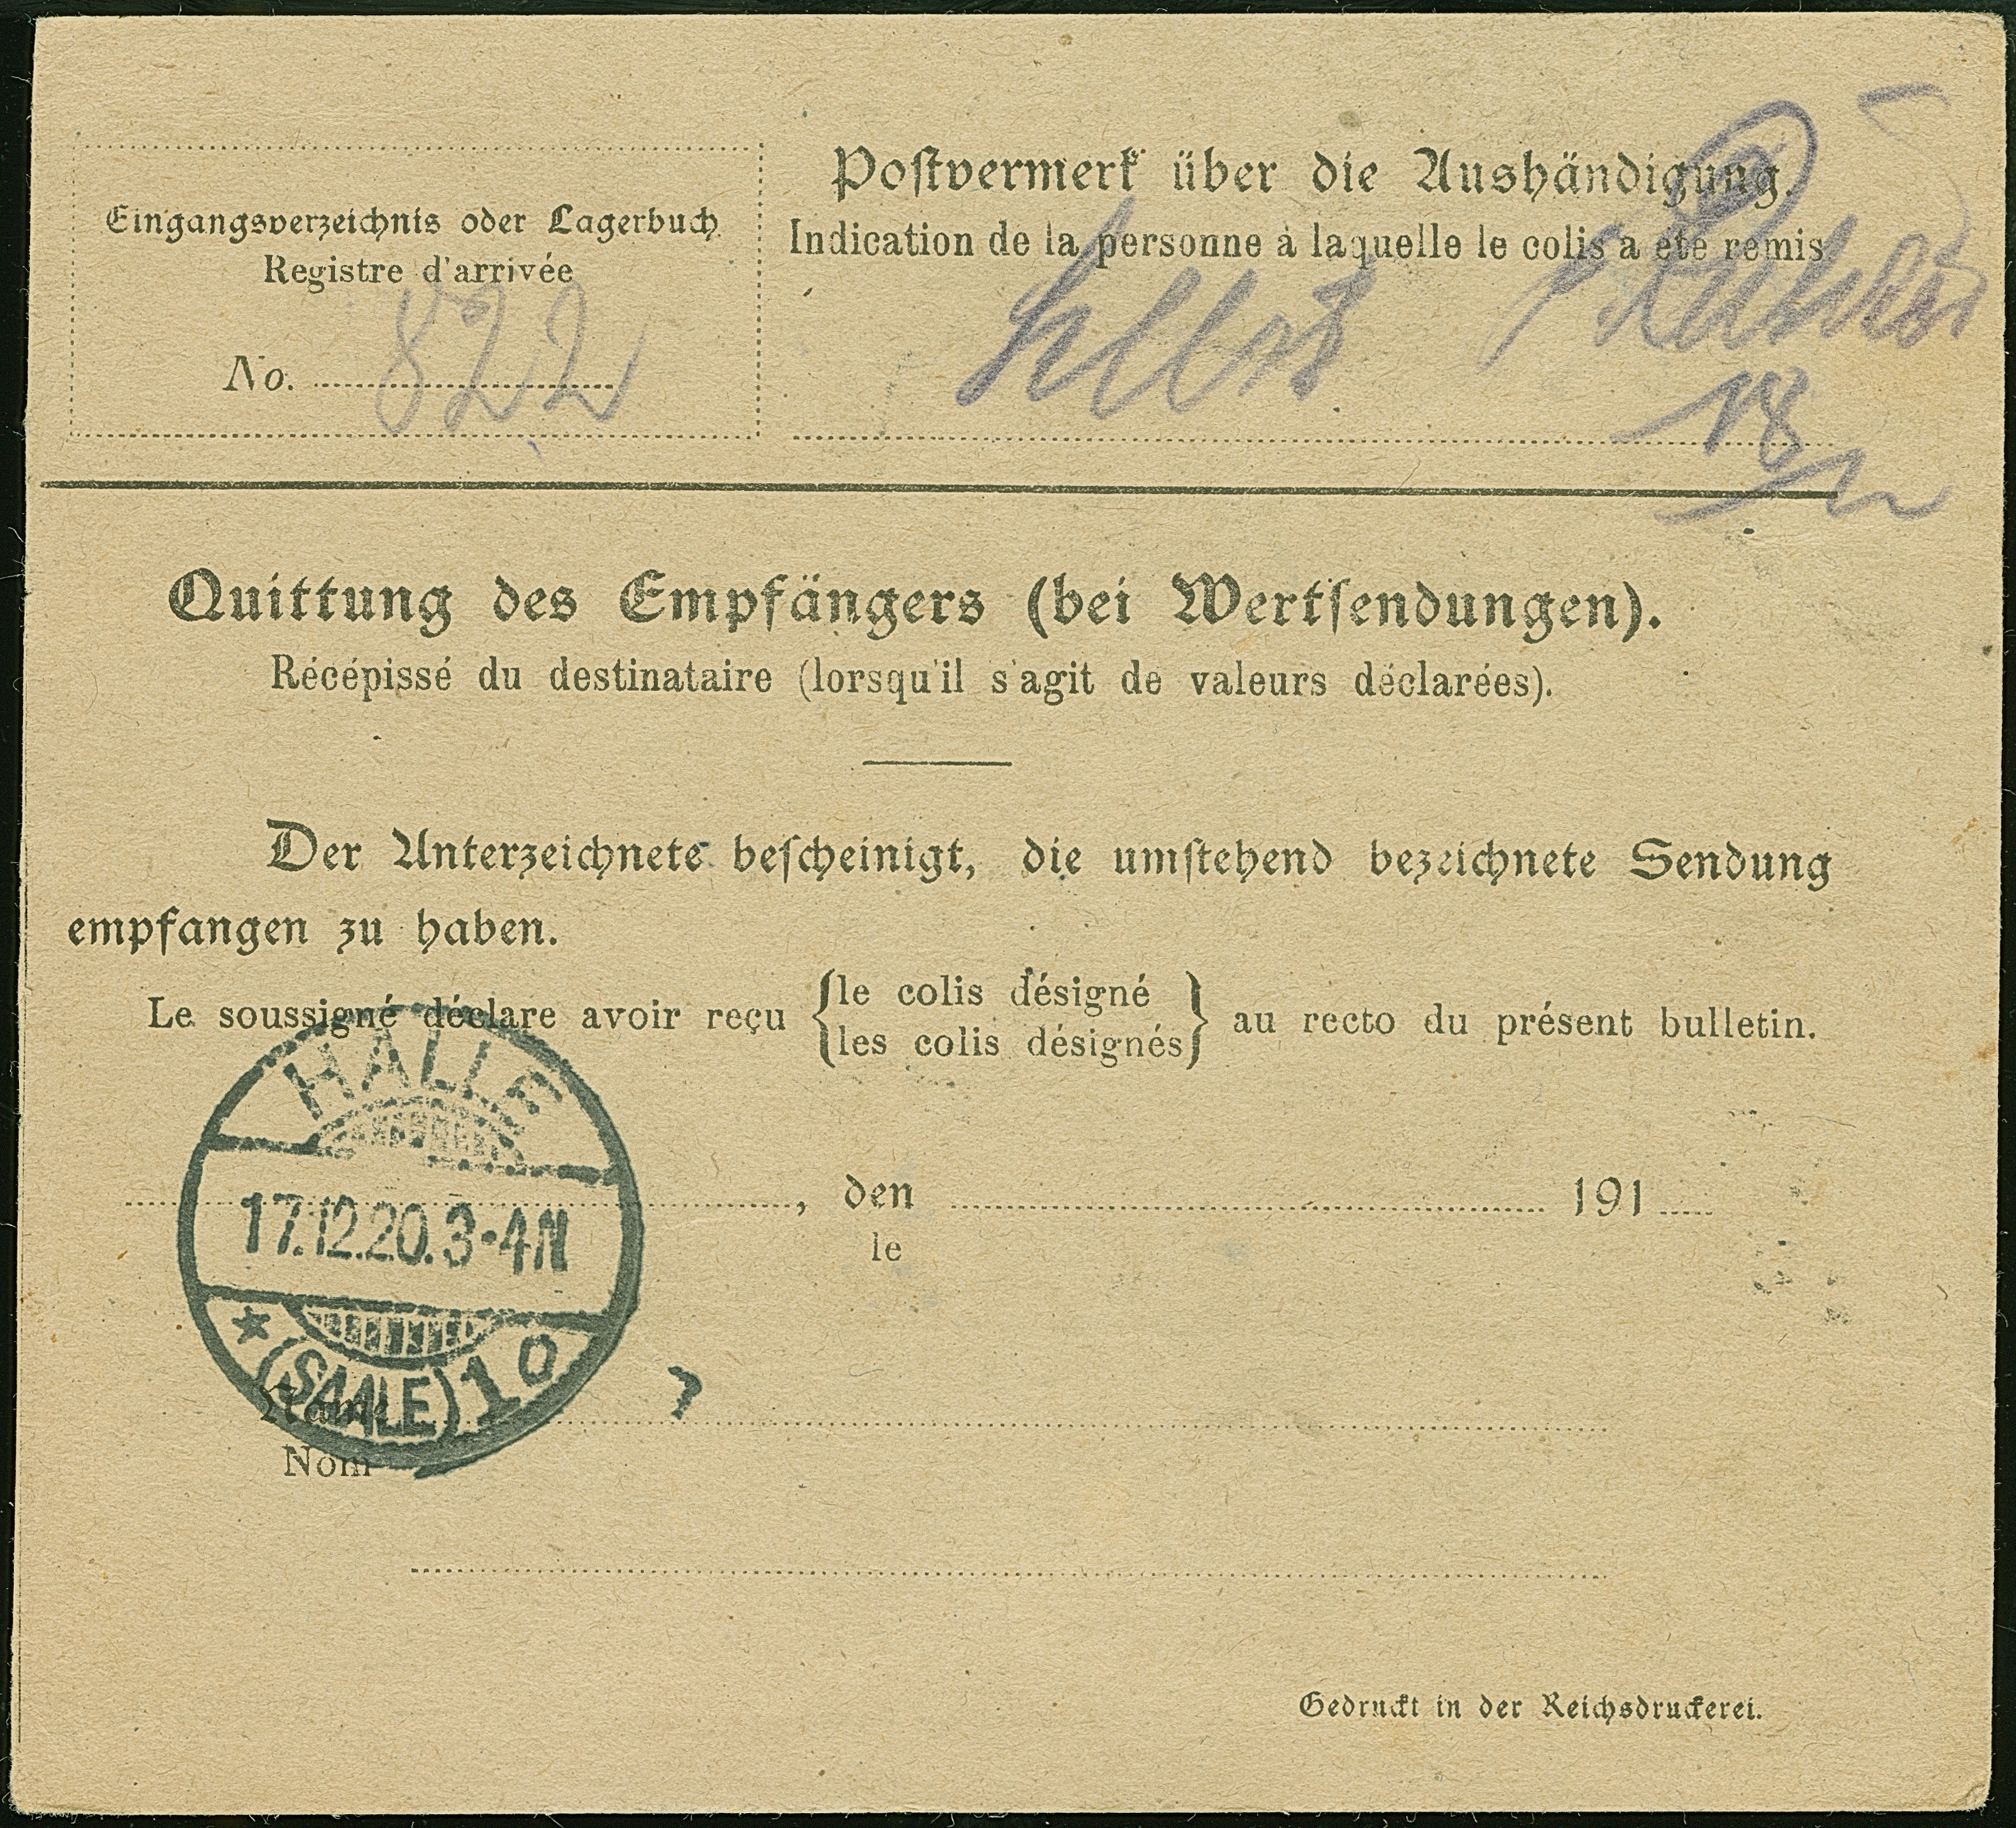 Eingangsverzeichnis oder Lagerbuch
Registre d'arrivée
No. 822
Postvermerk über die Aushändigung.
Indication de la personne à laquelle le colis a été remis
selbst
18/12
Quittung des Empfängers (bei Wertsendungen).
Récépissé du destinataire (lorsqu'il s'agit de valeurs déclarées).
Der Unterzeichnete bescheinigt, die umstehend bezeichnete Sendung
empfangen zu haben.
Le soussigné déclare avoir reçu {le colis désigné
les colis désignés} au recto du présent bulletin.
HALLE
17.12.20.3-4N
* (SAALE) 1 o
, den 191
le
Name
Nom
Gedruckt in der Reichsdruckerei.